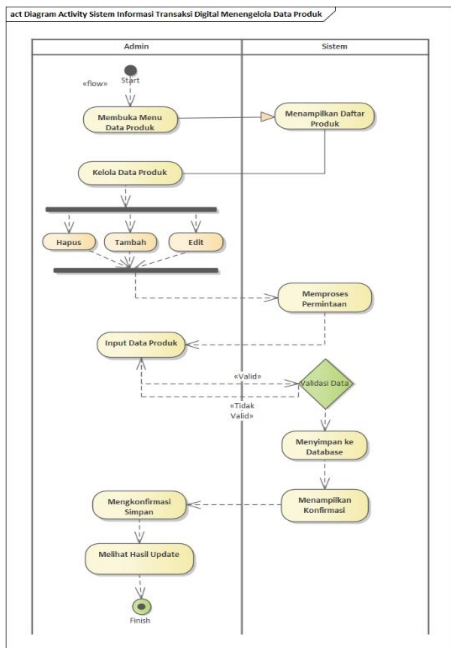 act Diagram Activity Sistem Informasi Transaksi Digital Menengelola Data Produk
Admin
Sistem
Start
«flow»
Membuka Menu
Data Produk
Menampilkan Daftar
Produk
Kelola Data Produk
Hapus
Tambah
Edit
Memproses
Permintaan
Input Data Produk
«Valid»
Validasi Data
«Tidak
Valid»
Menyimpan ke
Database
Menampilkan
Konfirmasi
Mengkonfirmasi
Simpan
Melihat Hasil Update
Finish